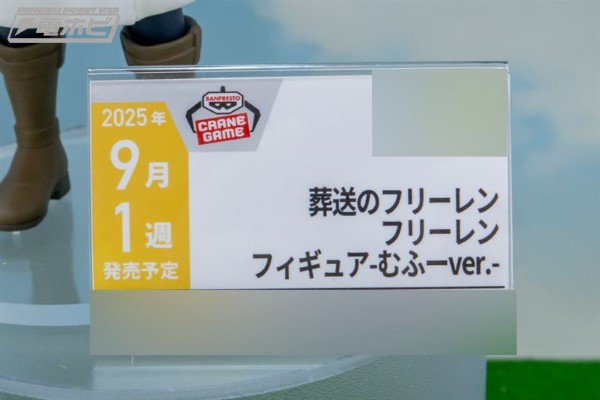 電ホビ
2025年
9月
1週
発売予定
BANPRESTO
CRANE
GAME
葬送のフリーレン
フリーレン
フィギュア-むふーver.-